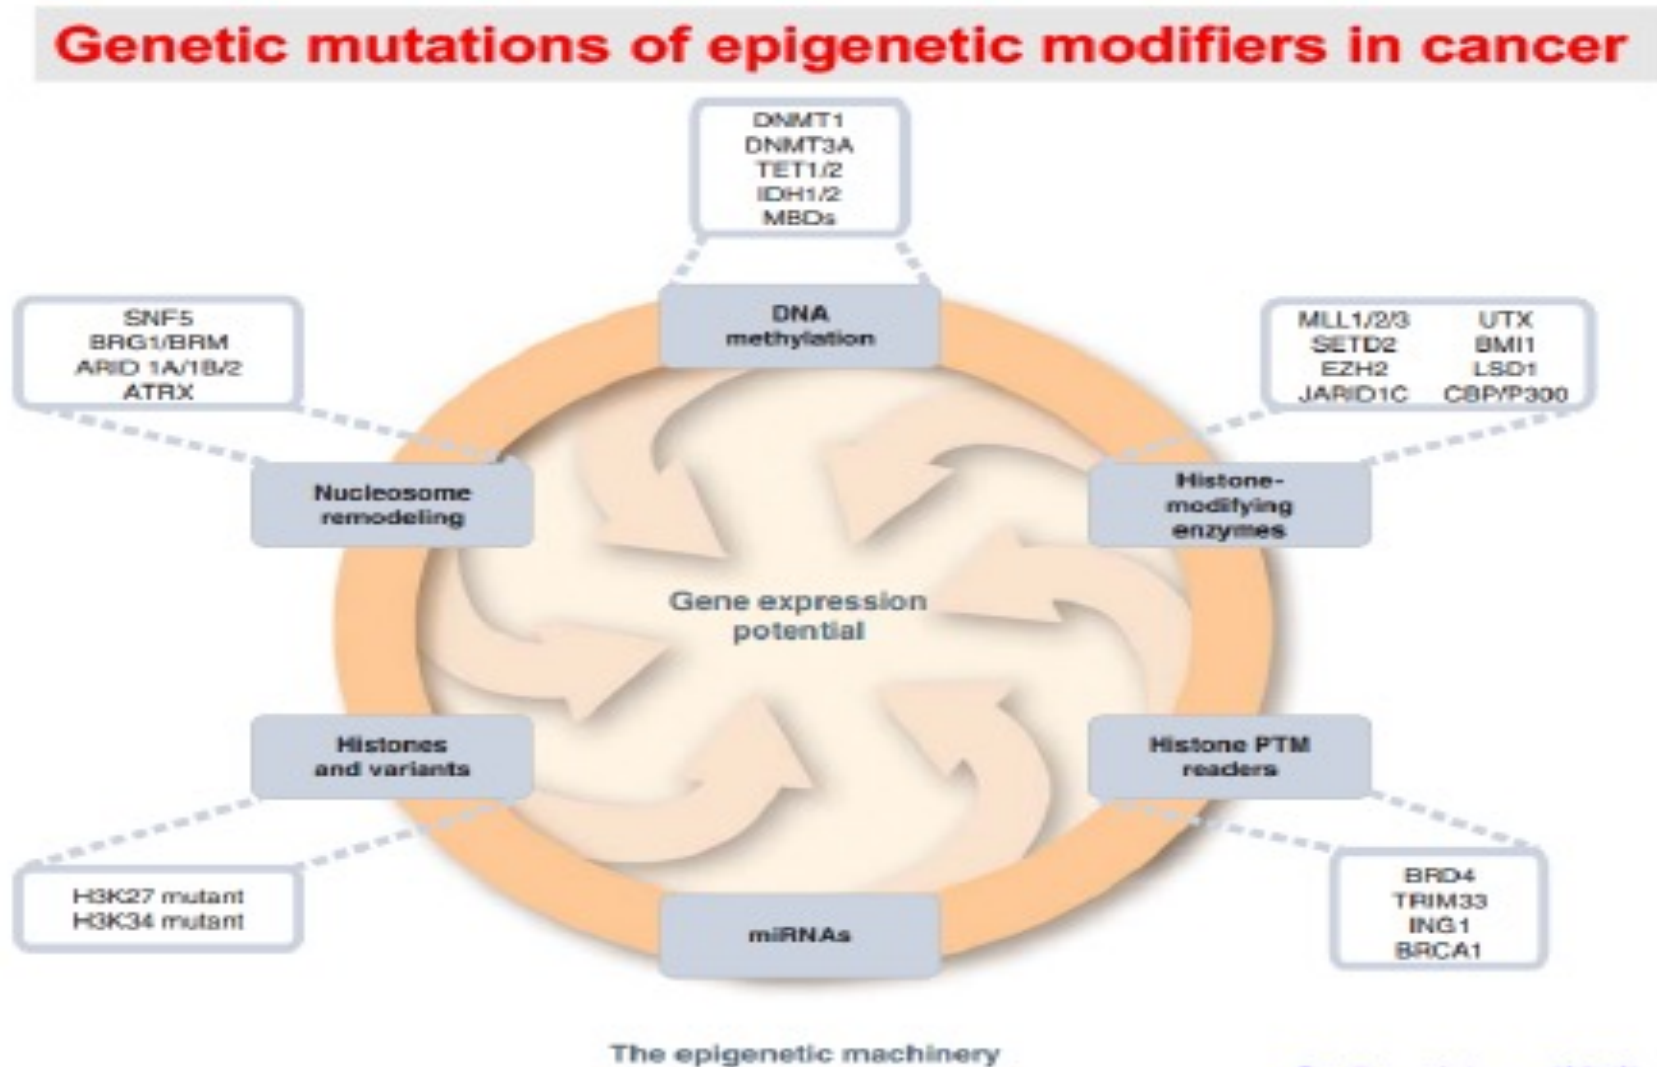 Genetic mutations of epigenetic modifiers in cancer
DNMT1
DNMT3A
TET1/2
IDH1/2
MBDs
DNA
methylation
SNF5
BRG1/BRM
ARID 1A/1B/2
ATRX
MLL1/2/3 UTX
SETD2 BMI1
EZH2 LSD1
JARID1C CBP/P300
Nucleosome
remodeling
Histone-
modifying
enzymes
Gene expression
potential
Histones
and variants
Histone PTM
readers
H3K27 mutant
H3K34 mutant
miRNAs
BRD4
TRIM33
ING1
BRCA1
The epigenetic machinery